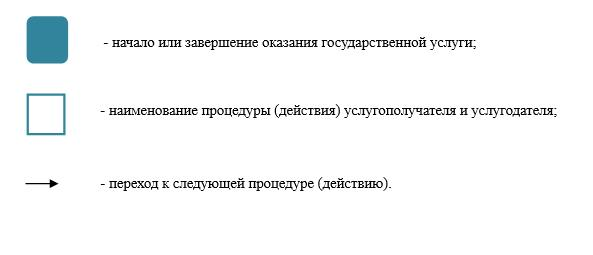 - начало или завершение оказания государственной услуги;
- наименование процедуры (действия) услугополучателя и услугодателя;
- переход к следующей процедуре (действию).